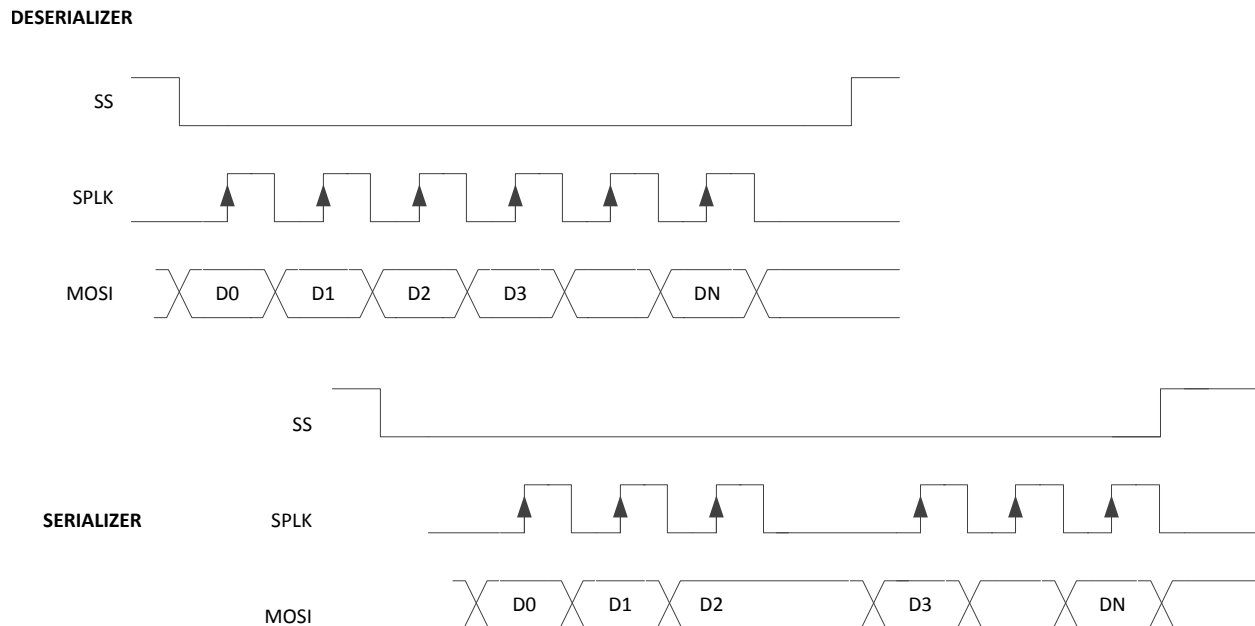 DESERIALIZER
SS
SPLK
MOSI D0 D1 D2 D3 DN
SS
SERIALIZER SPLK
MOSI D0 D1 D2 D3 DN